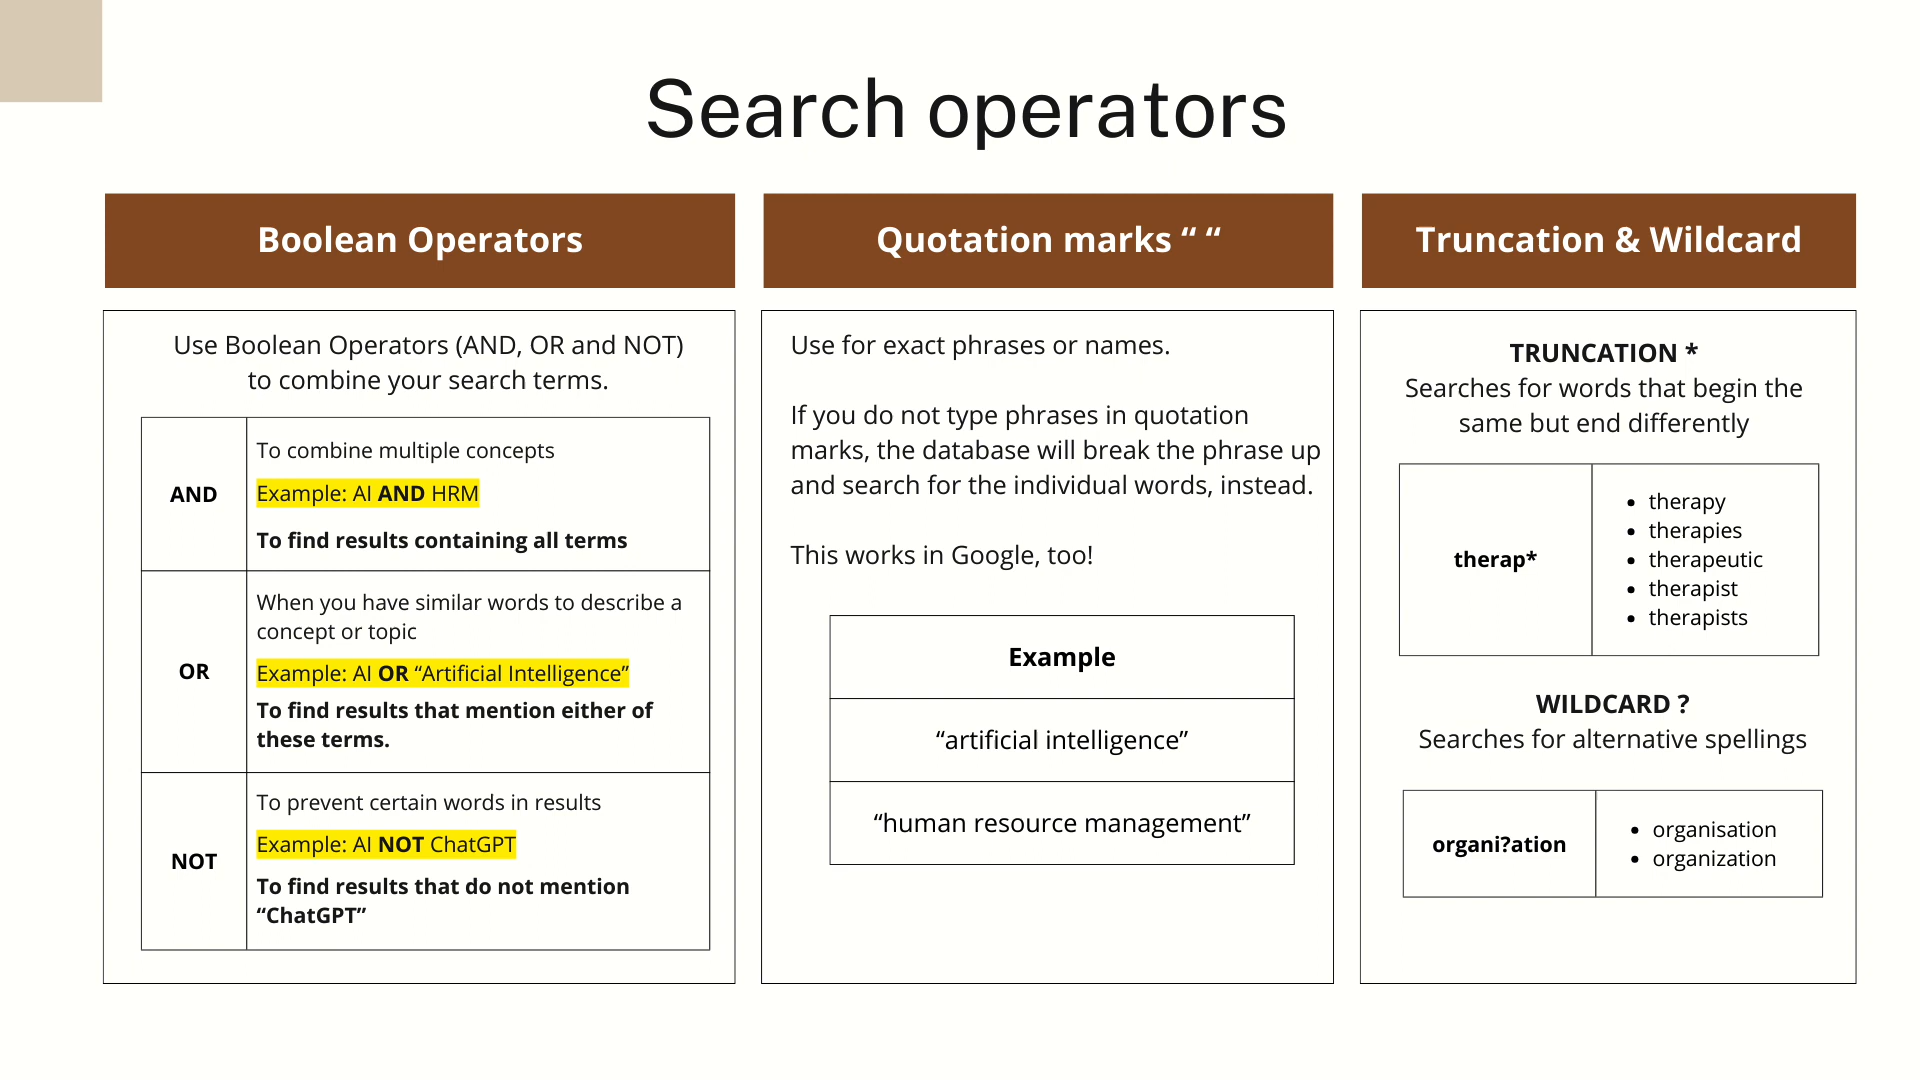 Search operators
Boolean Operators
Use Boolean Operators (AND, OR and NOT)
to combine your search terms.
AND
To combine multiple concepts
Example: AI AND HRM
To find results containing all terms
OR
When you have similar words to describe a
concept or topic
Example: AI OR “Artificial Intelligence”
To find results that mention either of
these terms.
NOT
To prevent certain words in results
Example: AI NOT ChatGPT
To find results that do not mention
“ChatGPT”
Quotation marks “ “
Use for exact phrases or names.
If you do not type phrases in quotation
marks, the database will break the phrase up
and search for the individual words, instead.
This works in Google, too!
Example
“artificial intelligence”
“human resource management”
Truncation & Wildcard
TRUNCATION *
Searches for words that begin the
same but end differently
therap*
• therapy
• therapies
• therapeutic
• therapist
• therapists
WILDCARD ?
Searches for alternative spellings
organi?ation
• organisation
• organization